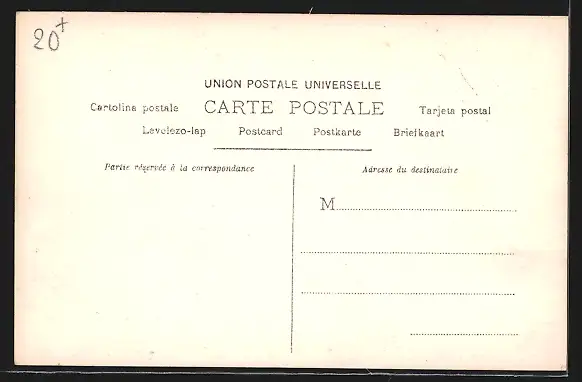 20+
UNION POSTALE UNIVERSELLE
Cartolina postale CARTE POSTALE Tarjeta postal
Levelezo-lap Postcard Postkarte Briefkaart
Partie réservée à la correspondance
Adresse du destinataire
M